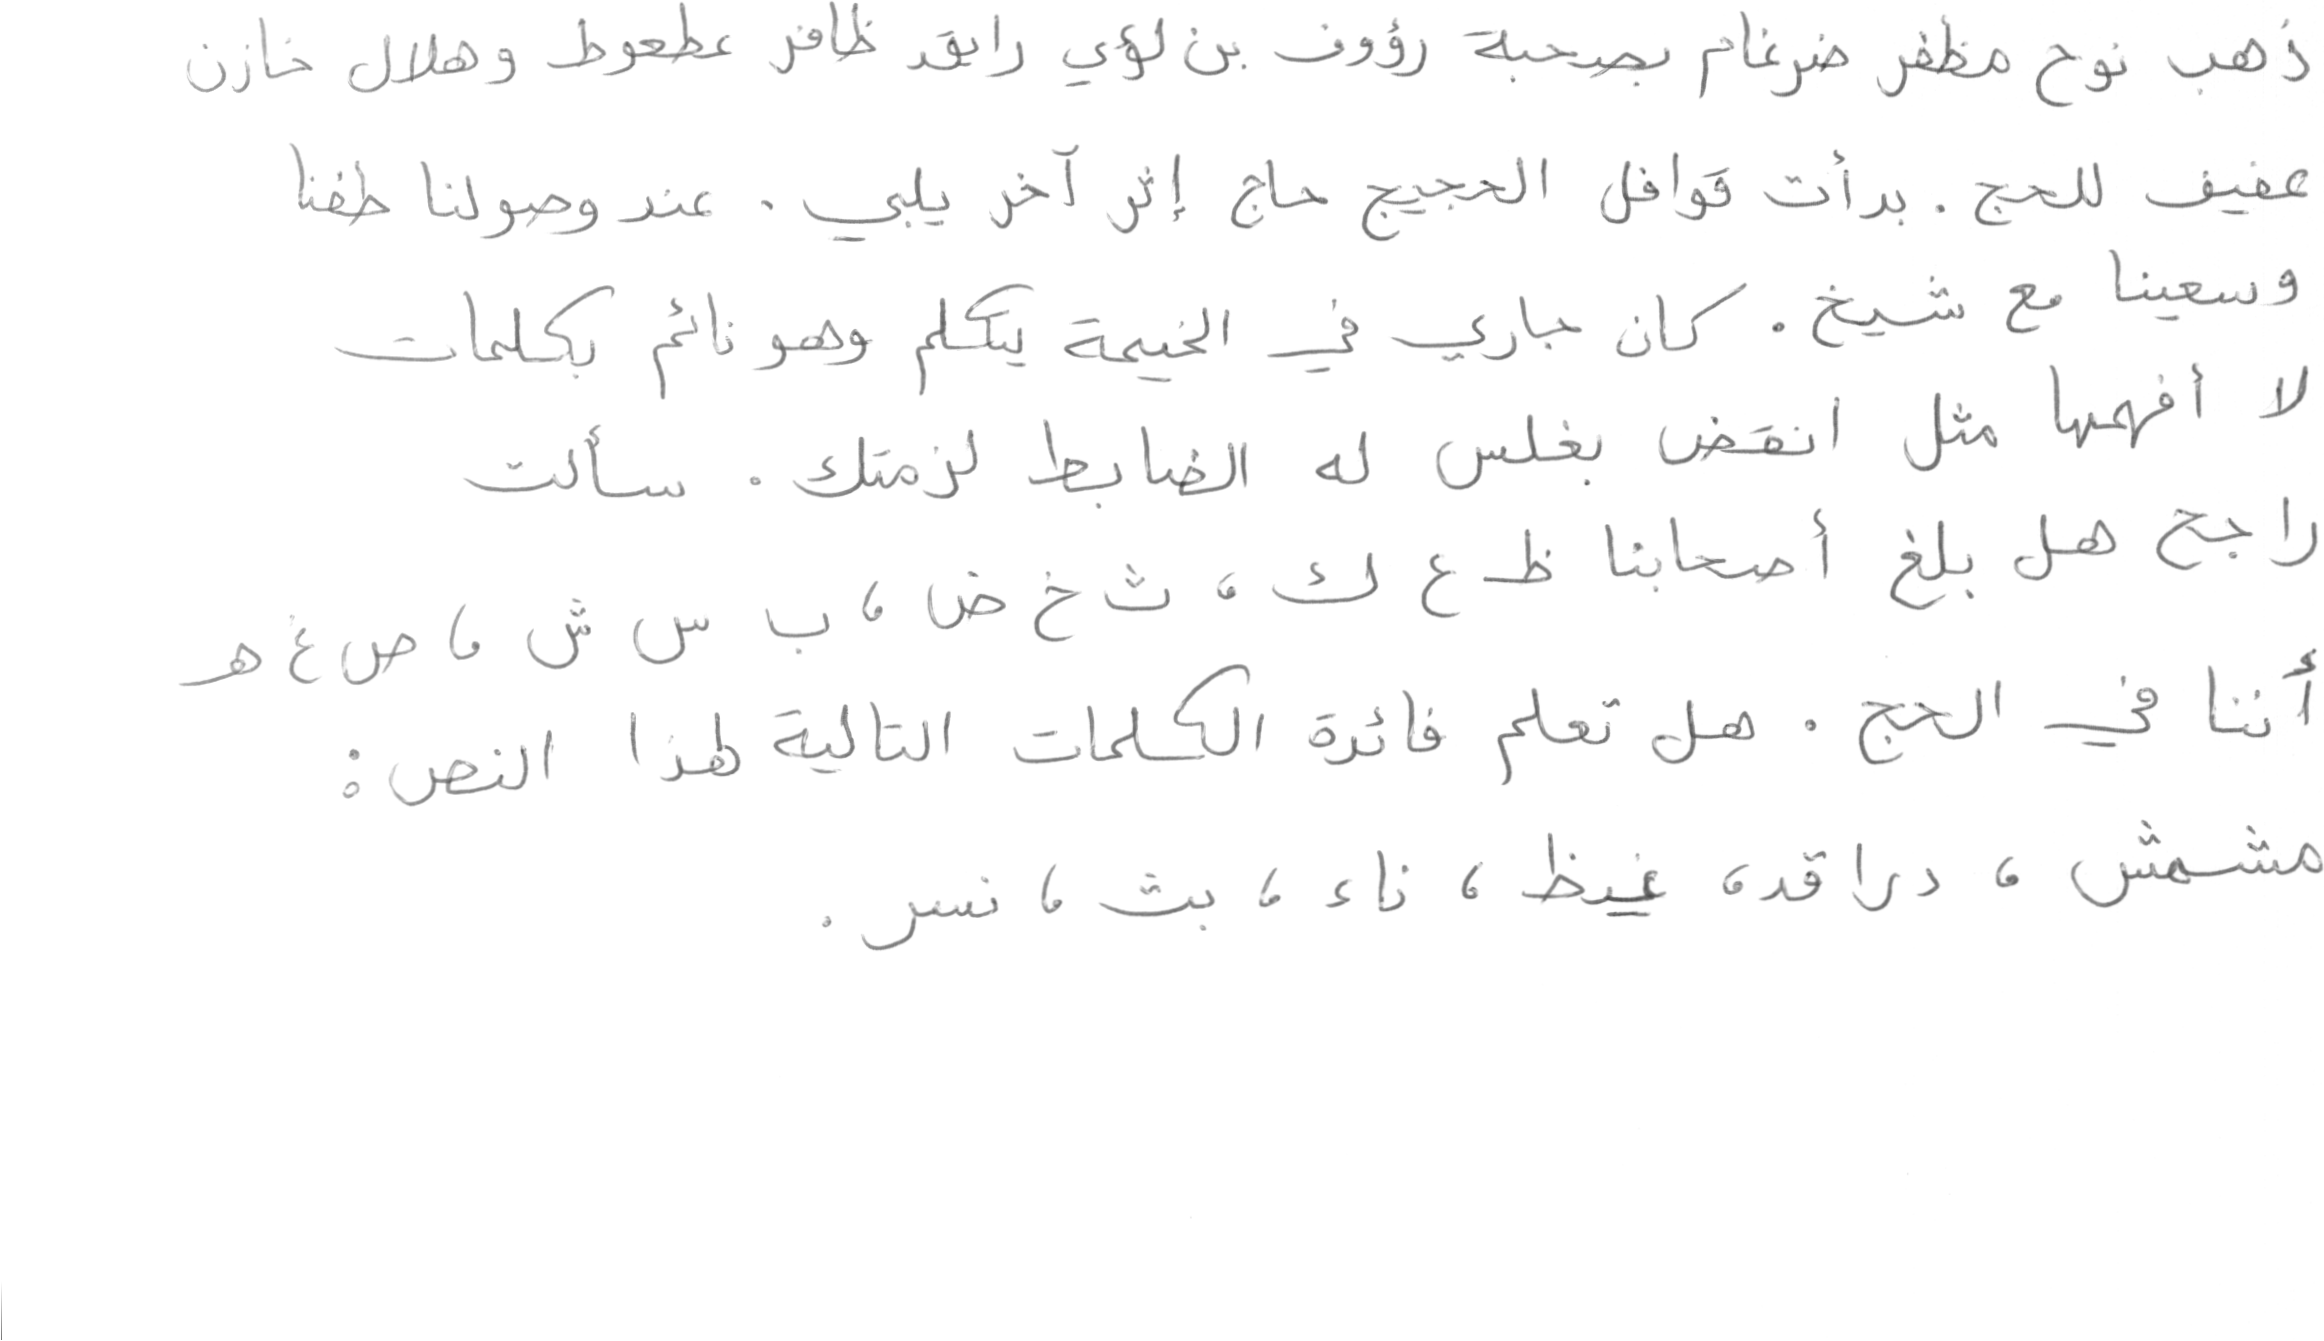 ذهب نوح مظفر ضرغام بصحبة رؤوف بن لؤي رايقد ظافر عطعوط وهلال خازن
عفيف للحج . بدأت قوافل الحجيج حاج إثر آخر يلبي . عند وصولنا طفنا
وسعينا مع شيخ . كان جاري في الخيمة يتكلم وهو نائم بكلمات
لا أفهمها مثل انقض بغلس له الضابط لزمتك . سألت
راجح هل بلغ أصحابنا ظ ع ك ، ث خ ض ، ب س ش ، ص غ هـ
أننا في الحج . هل تعلم فائدة الكلمات التالية لهذا النص :
مشمش ، دراقد ، غيظ ، ناء ، بث ، نسر .